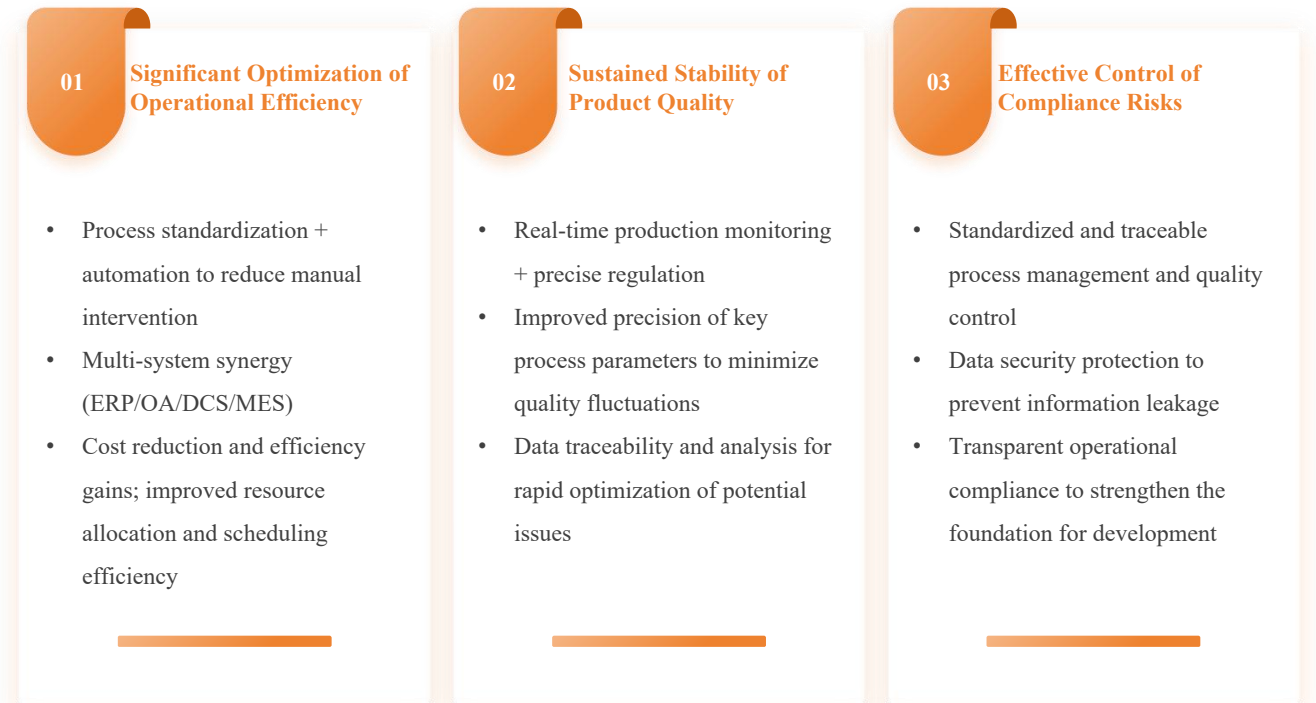 01
Significant Optimization of
Operational Efficiency
• Process standardization +
automation to reduce manual
intervention
• Multi-system synergy
(ERP/OA/DCS/MES)
• Cost reduction and efficiency
gains; improved resource
allocation and scheduling
efficiency
02
Sustained Stability of
Product Quality
• Real-time production monitoring
+ precise regulation
• Improved precision of key
process parameters to minimize
quality fluctuations
• Data traceability and analysis for
rapid optimization of potential
issues
03
Effective Control of
Compliance Risks
• Standardized and traceable
process management and quality
control
• Data security protection to
prevent information leakage
• Transparent operational
compliance to strengthen the
foundation for development